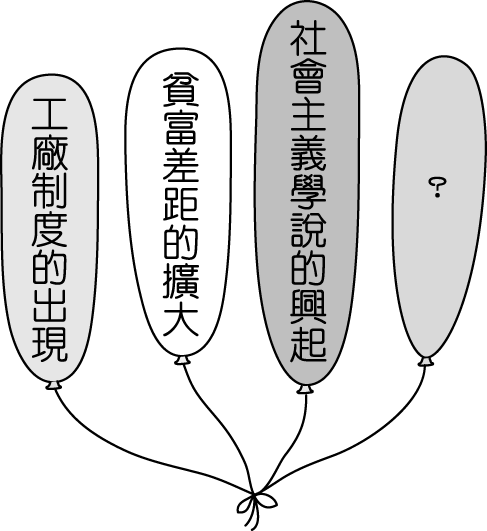 工廠制度的出現
貧富差距的擴大
社會主義學說的興起
？